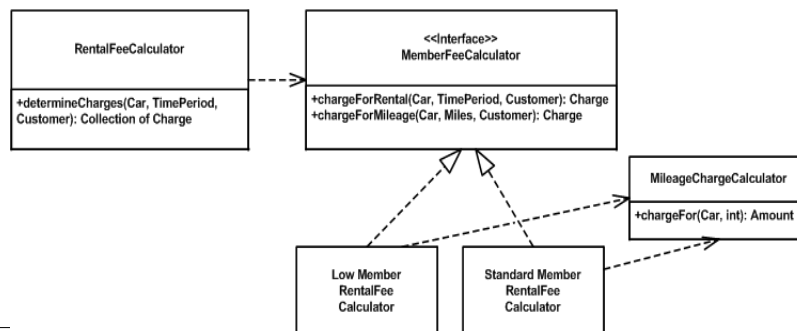 RentalFeeCalculator
+determineCharges(Car, TimePeriod,
Customer): Collection of Charge
<<Interface>>
MemberFeeCalculator
+chargeForRental(Car, TimePeriod, Customer): Charge
+chargeForMileage(Car, Miles, Customer): Charge
MileageChargeCalculator
+chargeFor(Car, int): Amount
Low Member
RentalFee
Calculator
Standard Member
RentalFee
Calculator